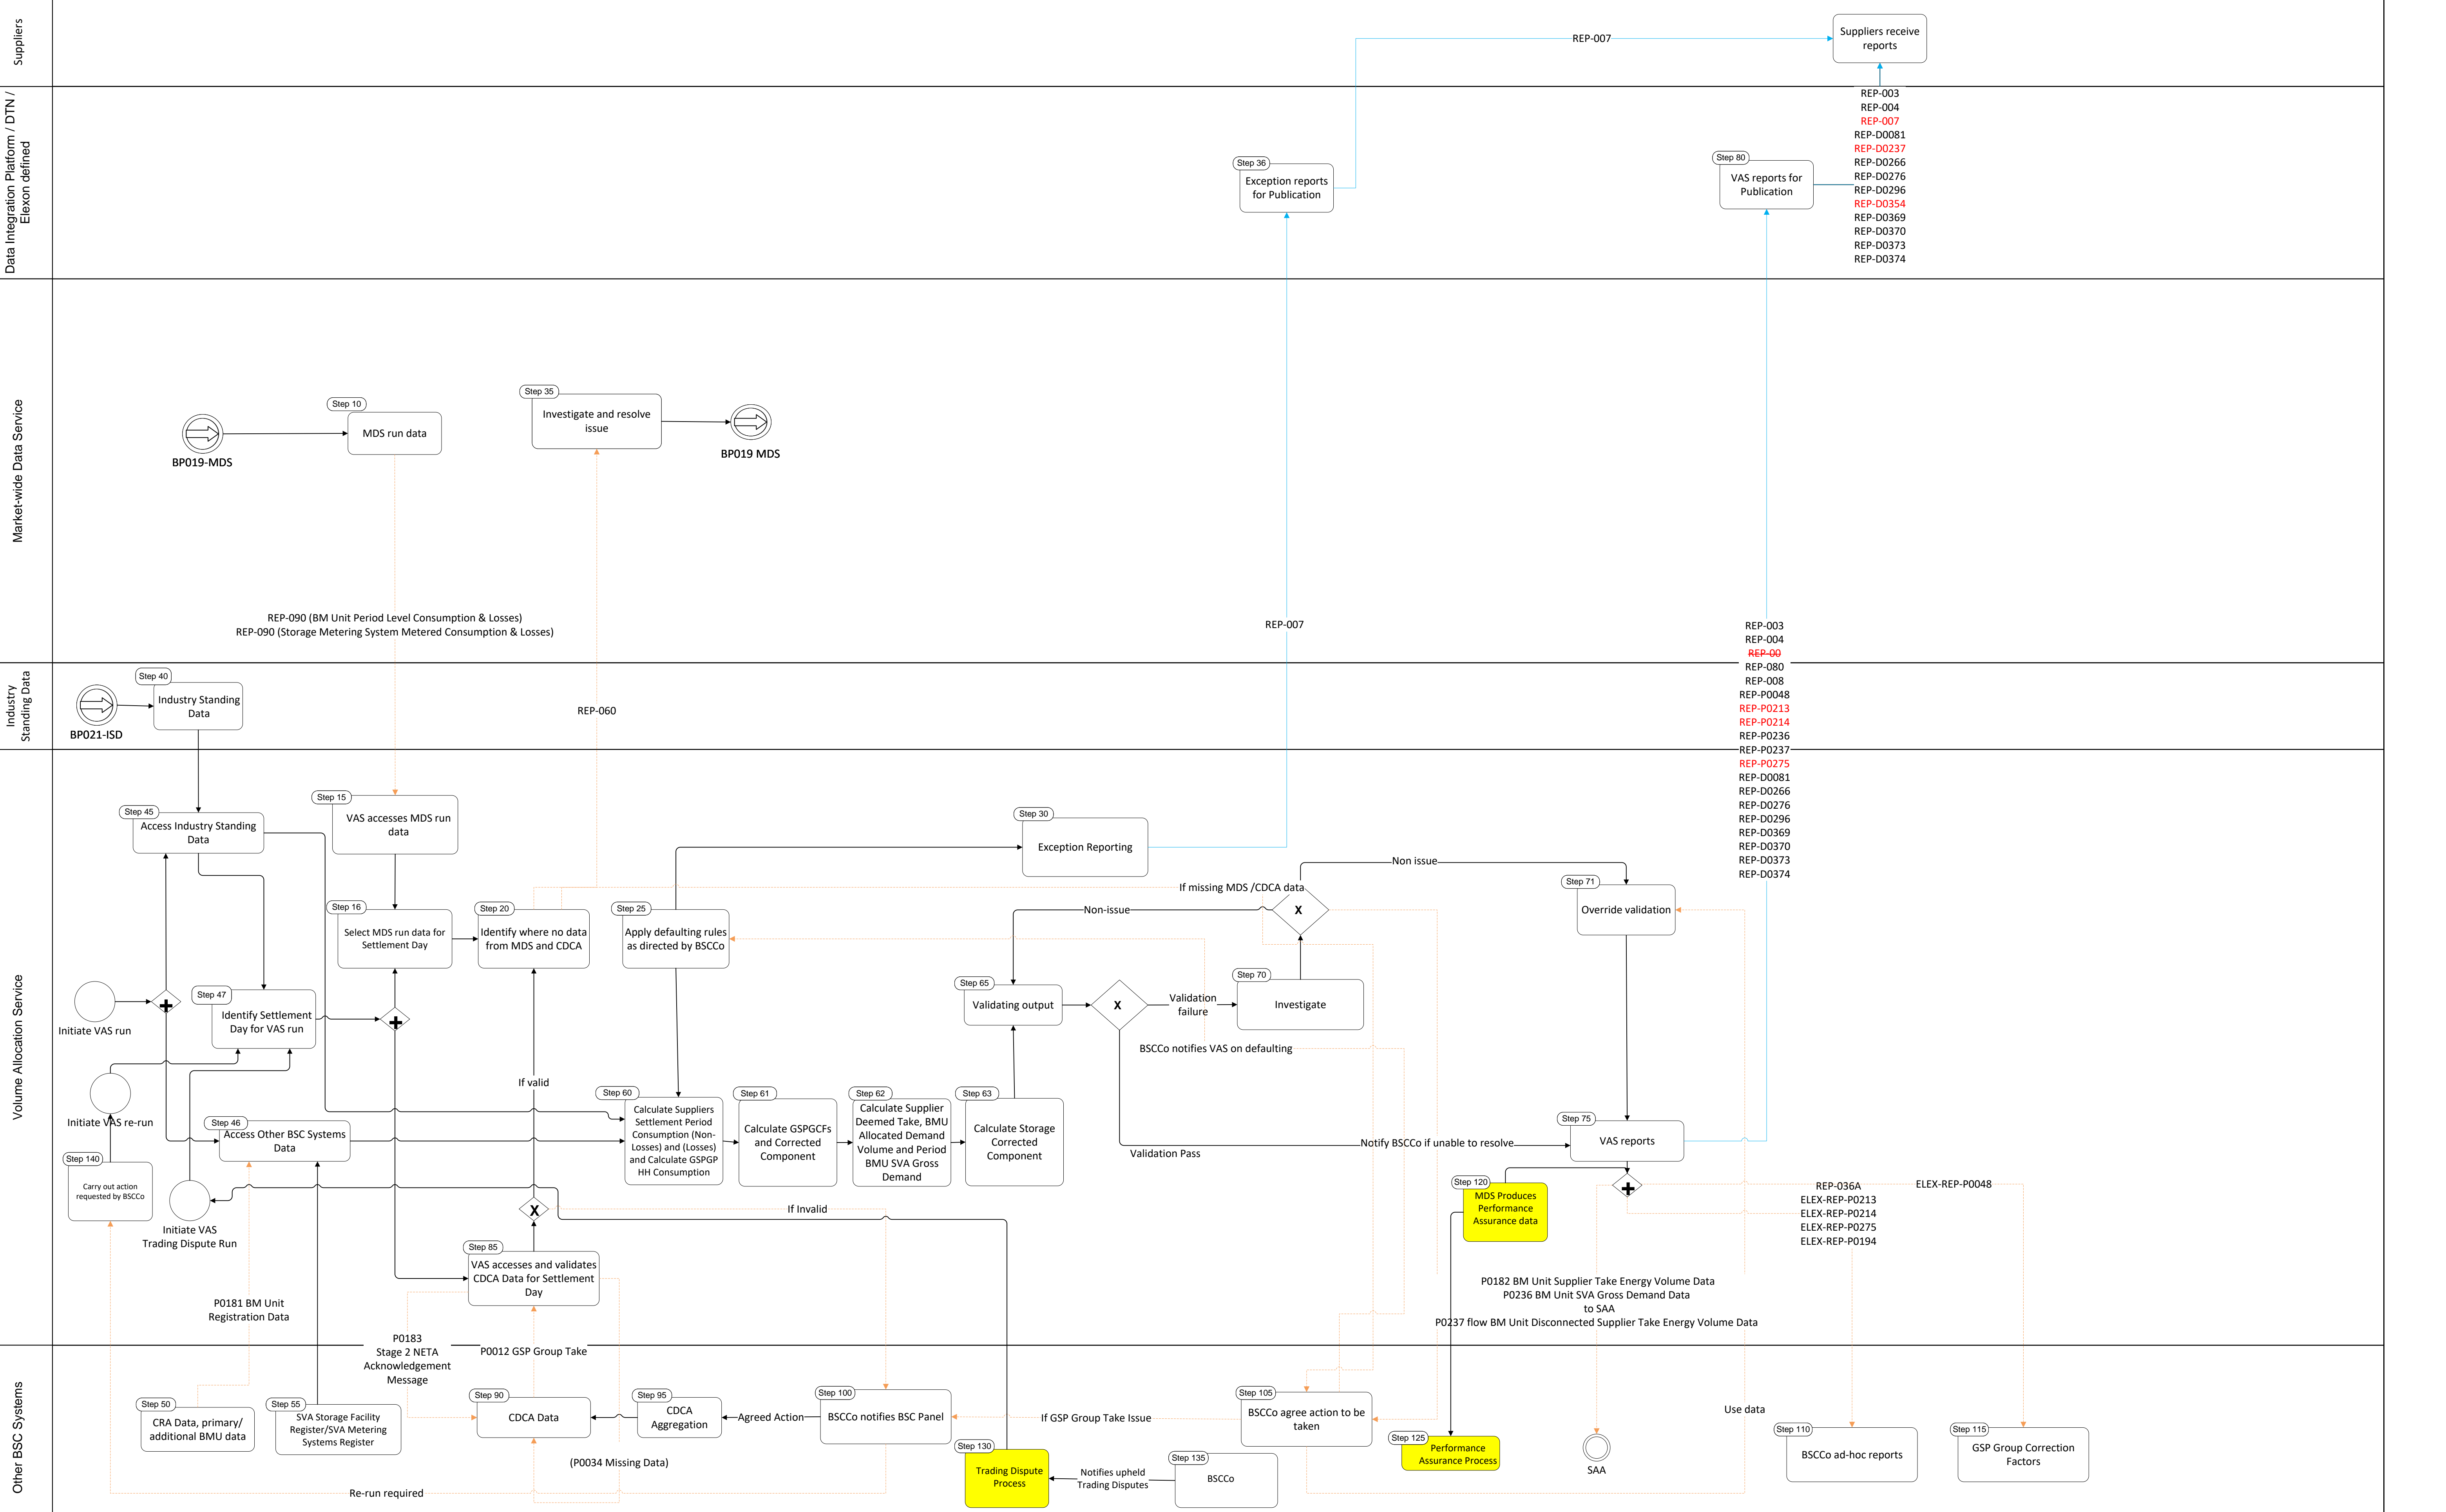 Suppliers
REP-007
Suppliers receive
reports
Data Integration Platform / DTN /
Elexon defined
Step 36
Exception reports
for Publication
Step 80
VAS reports for
Publication
REP-003
REP-004
REP-007
REP-D0081
REP-D0237
REP-D0266
REP-D0276
REP-D0296
REP-D0354
REP-D0369
REP-D0370
REP-D0373
REP-D0374
Market-wide Data Service
BP019-MDS
Step 10
MDS run data
Step 35
Investigate and resolve
issue
BP019 MDS
REP-090 (BM Unit Period Level Consumption & Losses)
REP-090 (Storage Metering System Metered Consumption & Losses)
REP-007
REP-003
REP-004
REP-00
REP-080
REP-008
REP-P0048
REP-P0213
REP-P0214
REP-P0236
REP-P0237
REP-P0275
REP-D0081
REP-D0266
REP-D0276
REP-D0296
REP-D0369
REP-D0370
REP-D0373
REP-D0374
Industry
Standing Data
BP021-ISD
Step 40
Industry Standing
Data
REP-060
Volume Allocation Service
Step 45
Access Industry Standing
Data
Step 15
VAS accesses MDS run
data
Step 30
Exception Reporting
Step 16
Select MDS run data for
Settlement Day
Step 20
Identify where no data
from MDS and CDCA
Step 25
Apply defaulting rules
as directed by BSCCo
If missing MDS /CDCA data
Non issue
Non-issue
X
Step 71
Override validation
Initiate VAS run
Step 47
Identify Settlement
Day for VAS run
Step 65
Validating output
X
Validation
failure
Step 70
Investigate
BSCCo notifies VAS on defaulting
If valid
Initiate VAS re-run
Step 46
Access Other BSC Systems
Data
Step 60
Calculate Suppliers
Settlement Period
Consumption (Non-
Losses) and (Losses)
and Calculate GSPGP
HH Consumption
Step 61
Calculate GSPGCFs
and Corrected
Component
Step 62
Calculate Supplier
Deemed Take, BMU
Allocated Demand
Volume and Period
BMU SVA Gross
Demand
Step 63
Calculate Storage
Corrected
Component
Validation Pass
Notify BSCCo if unable to resolve
Step 75
VAS reports
Step 140
Carry out action
requested by BSCCo
Initiate VAS
Trading Dispute Run
X
If Invalid
Step 120
MDS Produces
Performance
Assurance data
REP-036A
ELEX-REP-P0213
ELEX-REP-P0214
ELEX-REP-P0275
ELEX-REP-P0194
ELEX-REP-P0048
Step 85
VAS accesses and validates
CDCA Data for Settlement
Day
P0181 BM Unit
Registration Data
P0182 BM Unit Supplier Take Energy Volume Data
P0236 BM Unit SVA Gross Demand Data
to SAA
P0237 flow BM Unit Disconnected Supplier Take Energy Volume Data
P0183
Stage 2 NETA
Acknowledgement
Message
P0012 GSP Group Take
Other BSC Systems
Step 50
CRA Data, primary/
additional BMU data
Step 55
SVA Storage Facility
Register/SVA Metering
Systems Register
Step 90
CDCA Data
Step 95
CDCA
Aggregation
Agreed Action
Step 100
BSCCo notifies BSC Panel
If GSP Group Take Issue
Step 105
BSCCo agree action to be
taken
Use data
Step 125
Performance
Assurance Process
SAA
Step 110
BSCCo ad-hoc reports
Step 115
GSP Group Correction
Factors
(P0034 Missing Data)
Re-run required
Step 130
Trading Dispute
Process
Notifies upheld
Trading Disputes
Step 135
BSCCo